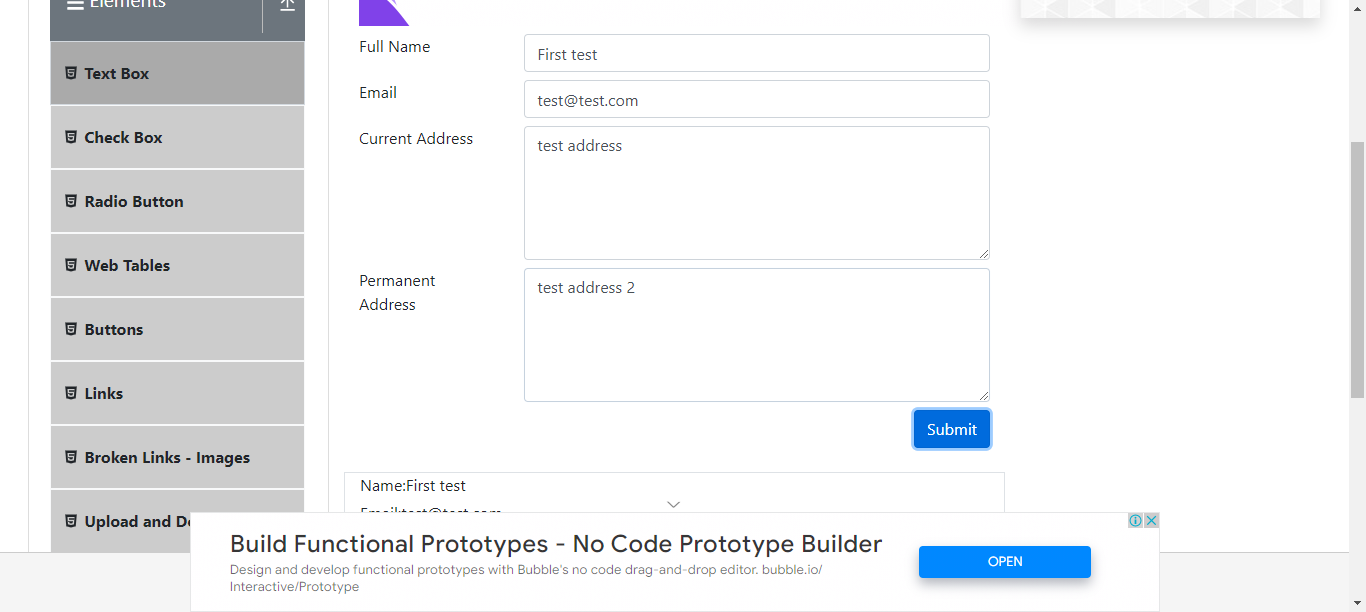 Elements
Text Box
Check Box
Radio Button
Web Tables
Buttons
Links
Broken Links - Images
Upload and Do
Full Name
First test
Email
test@test.com
Current Address
test address
Permanent
Address
test address 2
Submit
Name:First test
Email:test@test.com
Build Functional Prototypes - No Code Prototype Builder
Design and develop functional prototypes with Bubble's no code drag-and-drop editor. bubble.io/
Interactive/Prototype
OPEN